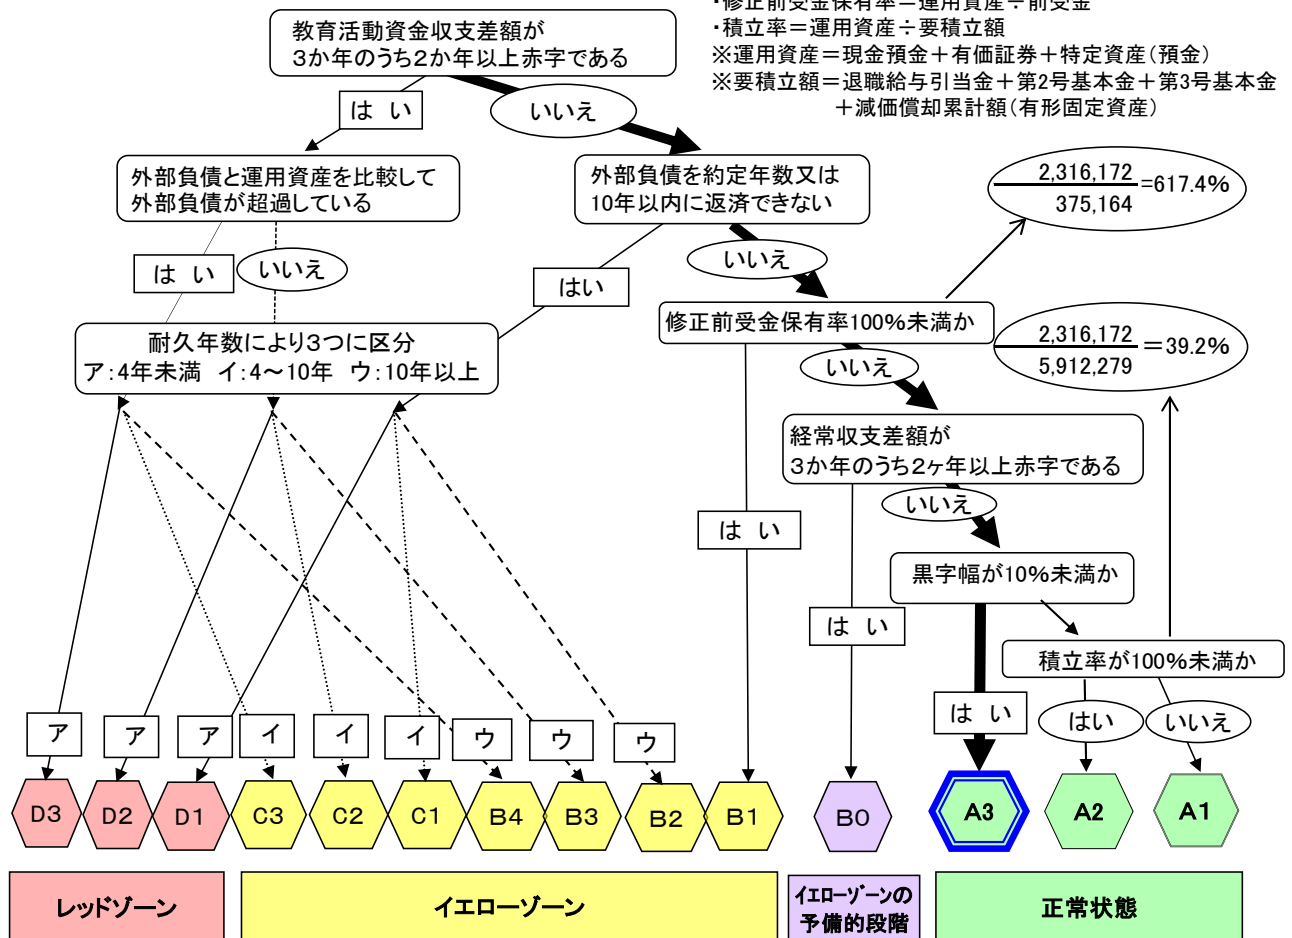 ・修正前受金保有率＝運用資産÷前受金
・積立率＝運用資産÷要積立額
※運用資産＝現金預金＋有価証券＋特定資産（預金）
※要積立額＝退職給与引当金＋第2号基本金＋第3号基本金
＋減価償却累計額（有形固定資産）
教育活動資金収支差額が
３か年のうち２か年以上赤字である
は い
いいえ
外部負債と運用資産を比較して
外部負債が超過している
外部負債を約定年数又は
10年以内に返済できない
2,316,172
375,164
=617.4%
は い
いいえ
はい
いいえ
修正前受金保有率100%未満か
2,316,172
5,912,279
＝39.2%
耐久年数により３つに区分
ア：4年未満 イ：4～10年 ウ：10年以上
いいえ
経常収支差額が
３か年のうち２ヶ年以上赤字である
いいえ
は い
黒字幅が10%未満か
は い
積立率が100%未満か
は い
はい
いいえ
ア
ア
ア
イ
イ
イ
ウ
ウ
ウ
D3
D2
D1
C3
C2
C1
B4
B3
B2
B1
B0
A3
A2
A1
レッドゾーン
イエローゾーン
イエローゾーンの
予備的段階
正常状態